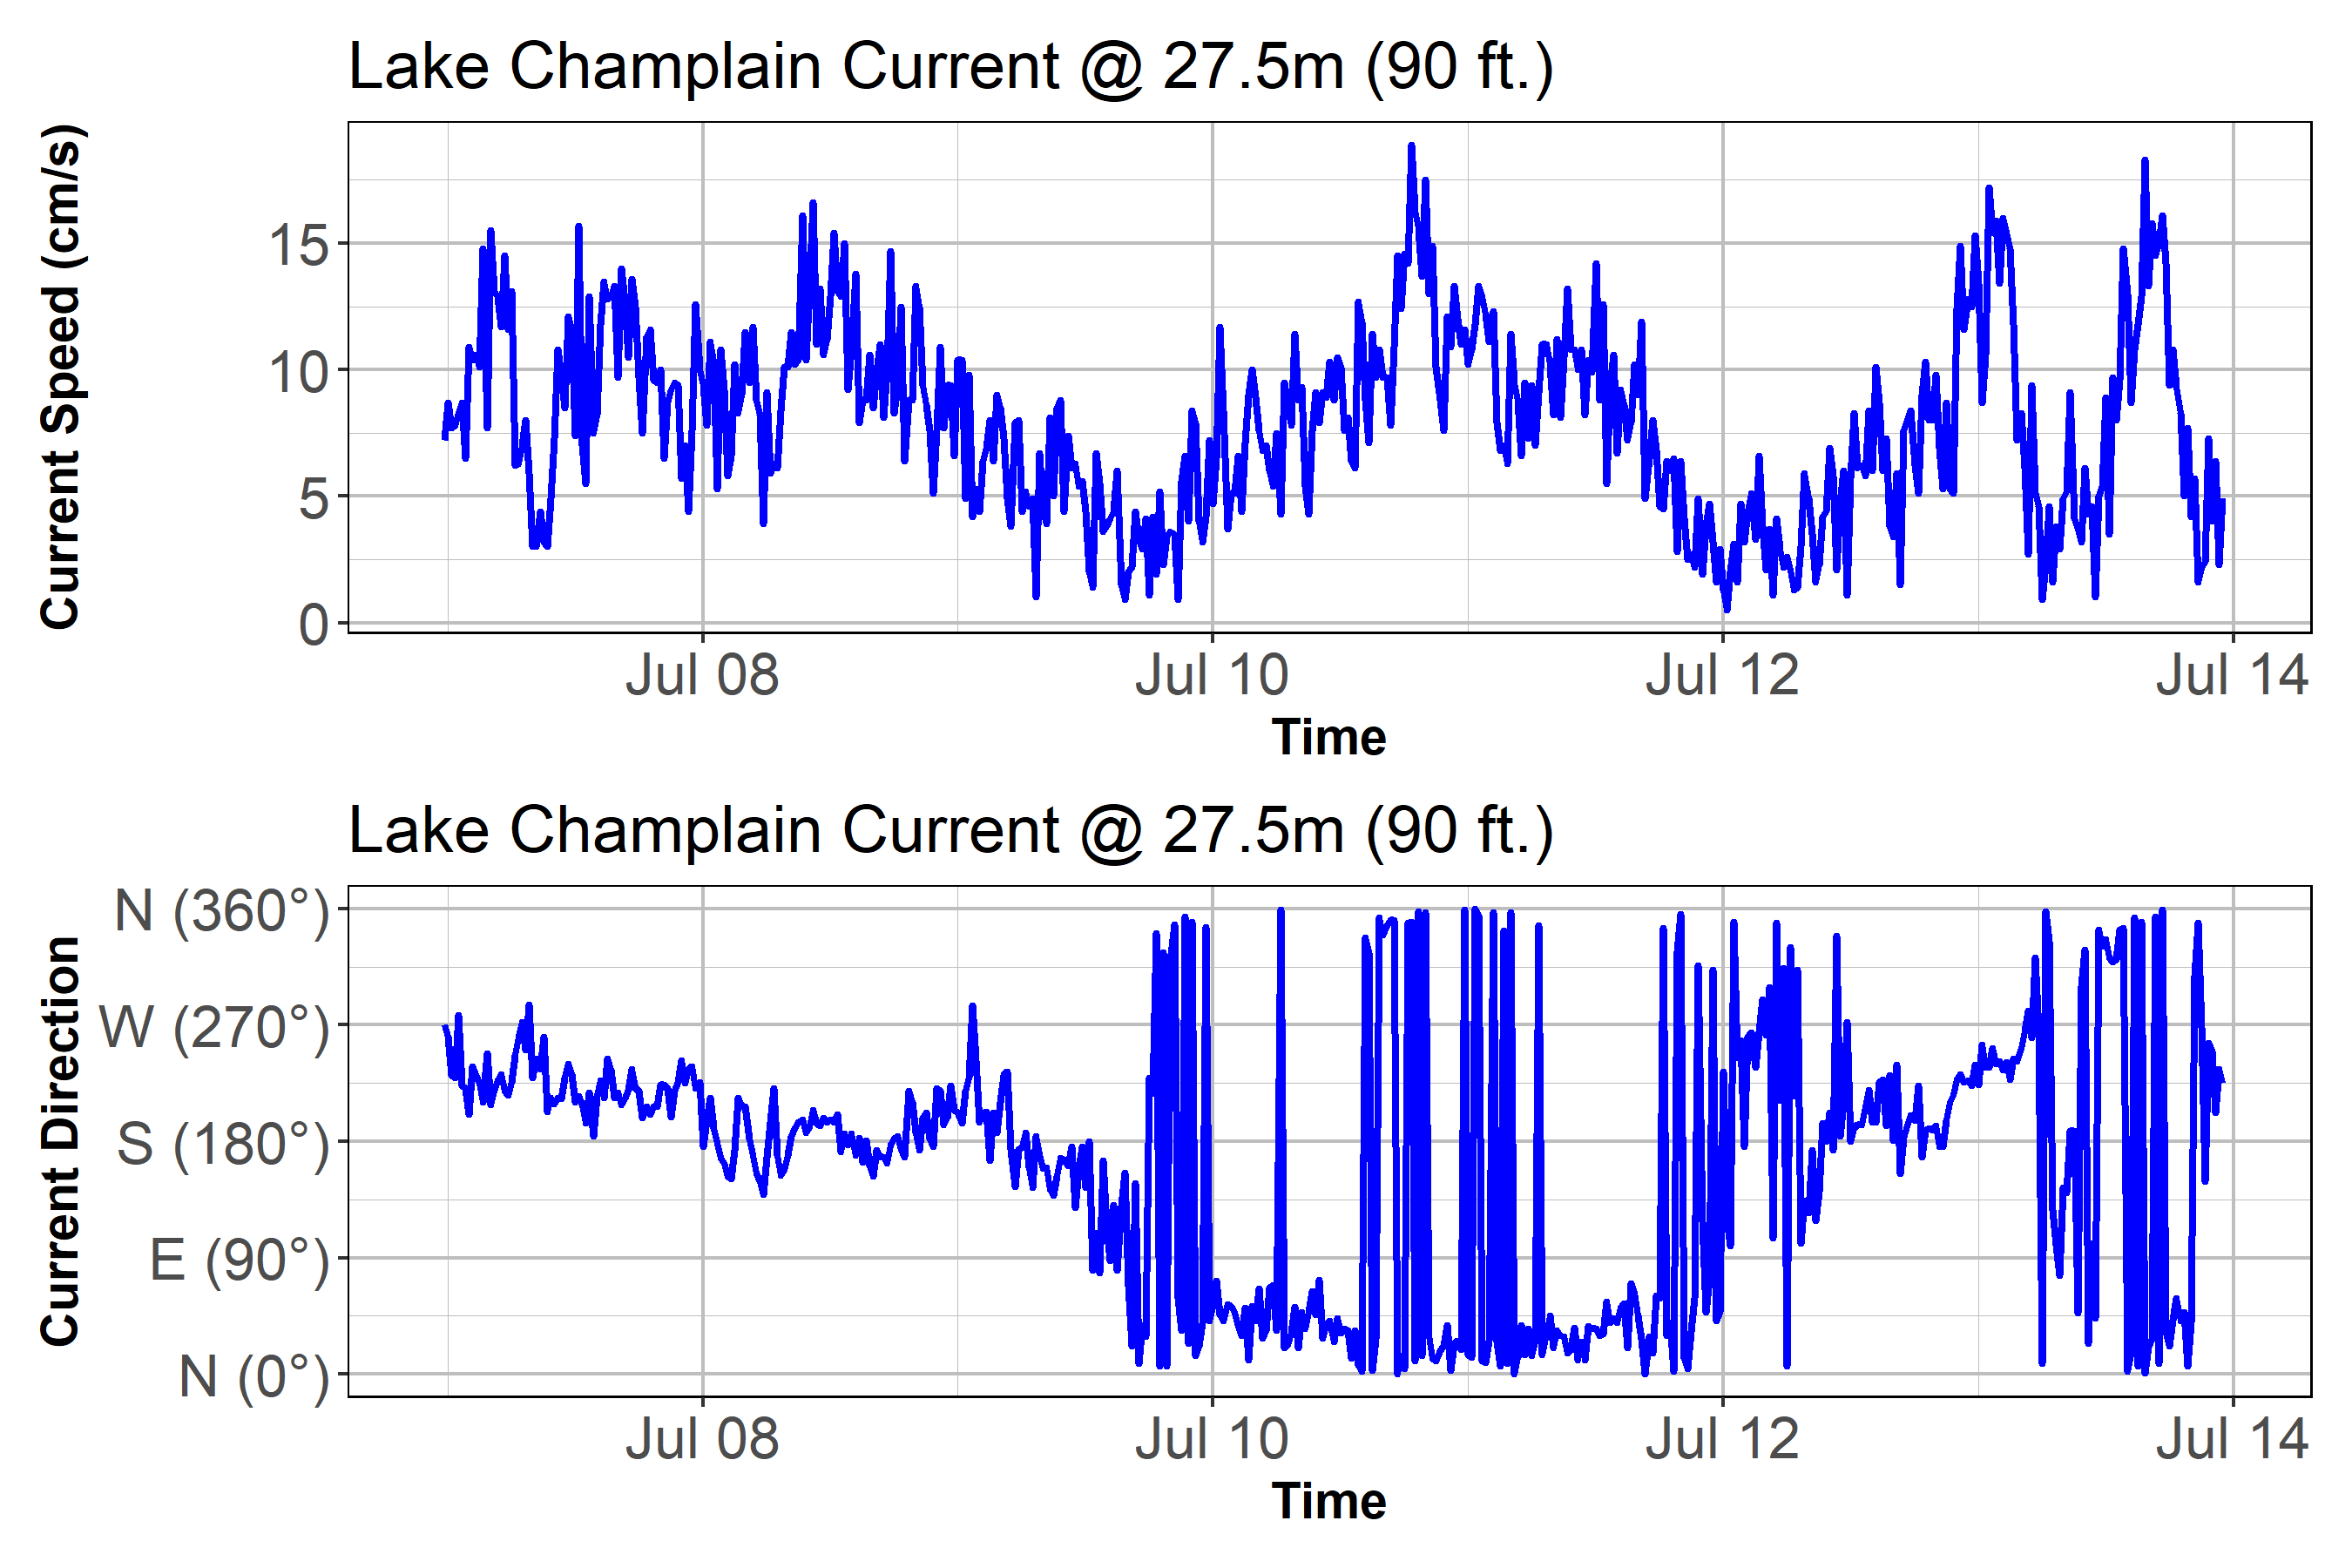 Lake Champlain Current @ 27.5m (90 ft.)
Current Speed (cm/s)
15
10
5
0
Jul 08 Jul 10 Jul 12 Jul 14
Time
Lake Champlain Current @ 27.5m (90 ft.)
Current Direction
N (360°)
W (270°)
S (180°)
E (90°)
N (0°)
Jul 08 Jul 10 Jul 12 Jul 14
Time